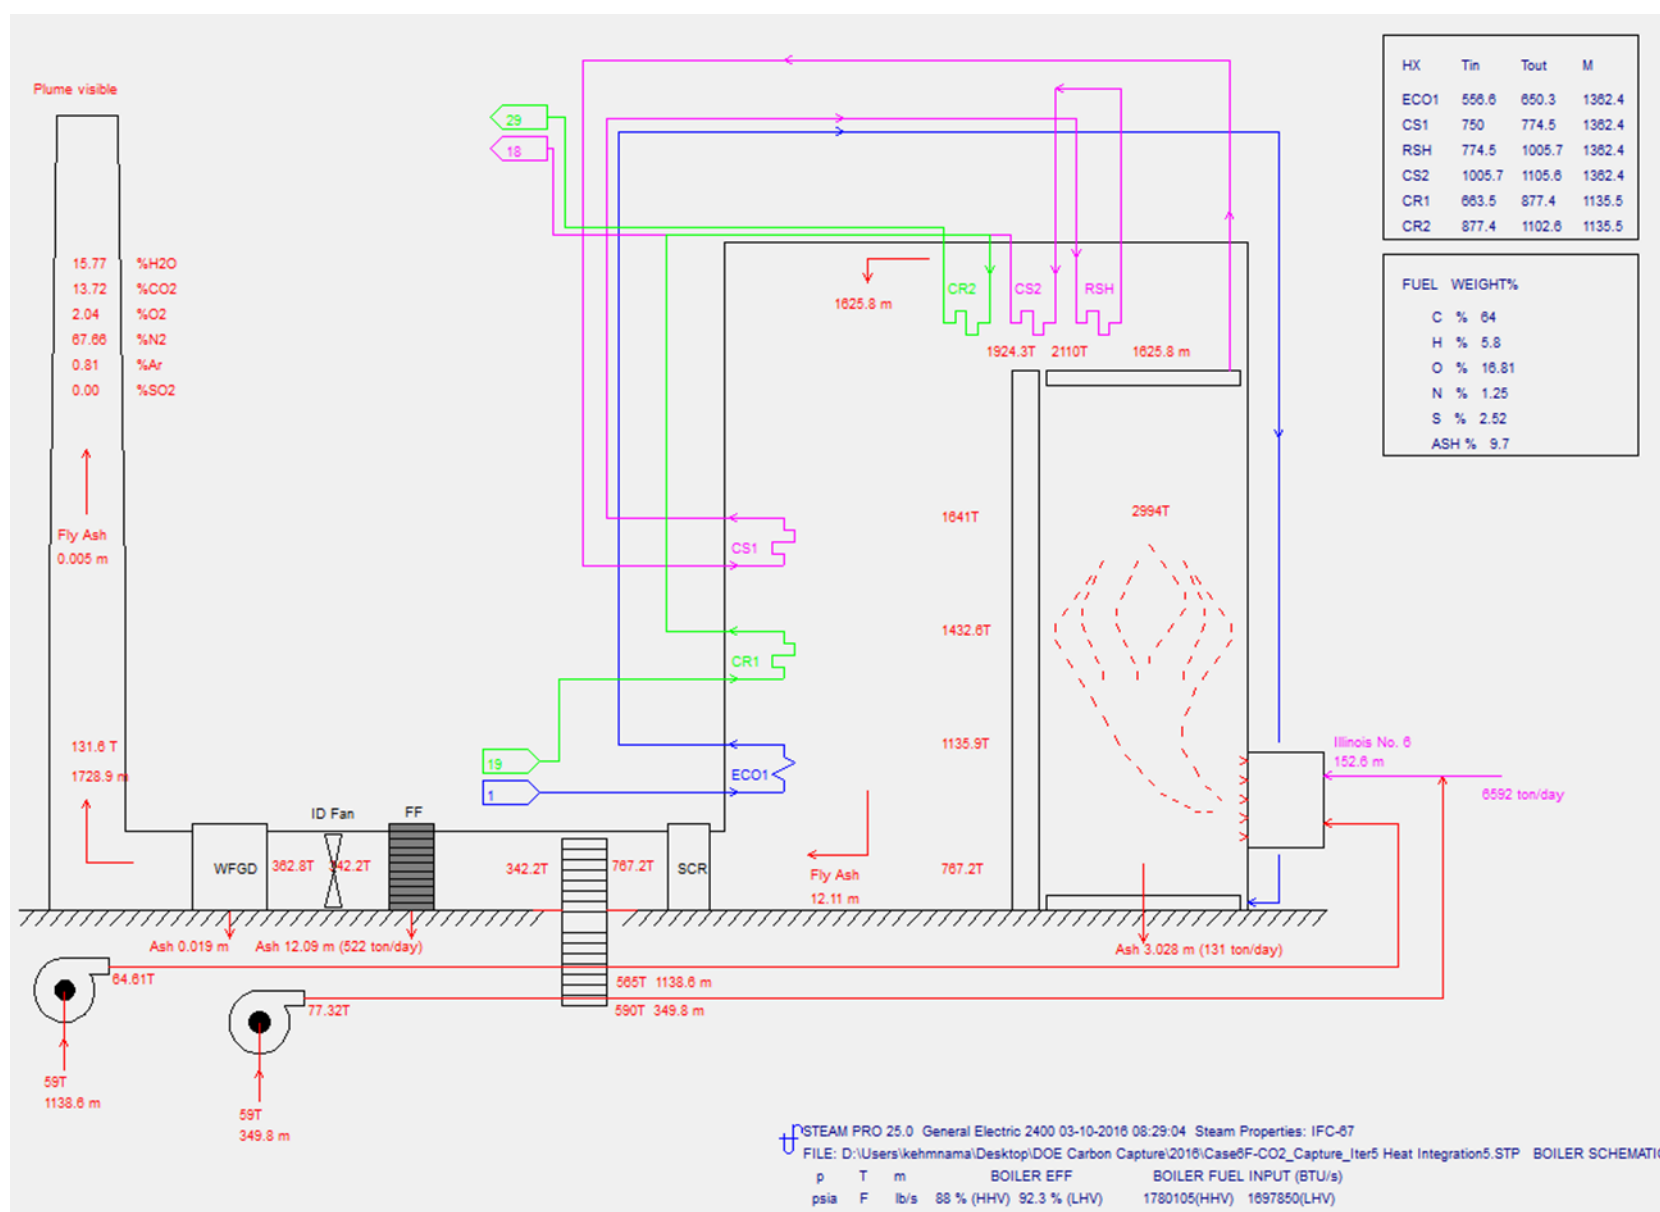 HX Tin Tout M
ECO1 556.6 650.3 1362.4
CS1 750 774.5 1362.4
RSH 774.5 1005.7 1362.4
CS2 1005.7 1105.6 1362.4
CR1 663.5 877.4 1135.5
CR2 877.4 1102.6 1135.5
FUEL WEIGHT%
C % 64
H % 5.8
O % 16.81
N % 1.25
S % 2.52
ASH % 9.7
Plume visible
29
18
15.77 %H2O
13.72 %CO2
2.04 %O2
67.66 %N2
0.81 %Ar
0.00 %SO2
1625.8 m
CR2
CS2
RSH
1924.3T
2110T
1625.8 m
Fly Ash
0.005 m
CS1
1641T
2994T
CR1
1432.6T
131.6 T
1728.9 m
19
1
ECO1
1135.9T
Illinois No. 6
152.6 m
6592 ton/day
ID Fan
FF
WFGD
362.8T
342.2T
342.2T
767.2T
SCR
Fly Ash
12.11 m
767.2T
Ash 0.019 m
Ash 12.09 m (522 ton/day)
Ash 3.028 m (131 ton/day)
64.61T
565T 1138.6 m
77.32T
590T 349.8 m
59T
1138.6 m
59T
349.8 m
STEAM PRO 25.0 General Electric 2400 03-10-2016 08:29:04 Steam Properties: IFC-67
FILE: D:\Users\kehmnama\Desktop\DOE Carbon Capture\2016\Case6F-CO2_Capture_Iter5 Heat Integration5.STP BOILER SCHEMATIC
p T m BOILER EFF BOILER FUEL INPUT (BTU/s)
psia F lb/s 88 % (HHV) 92.3 % (LHV) 1780105(HHV) 1697850(LHV)